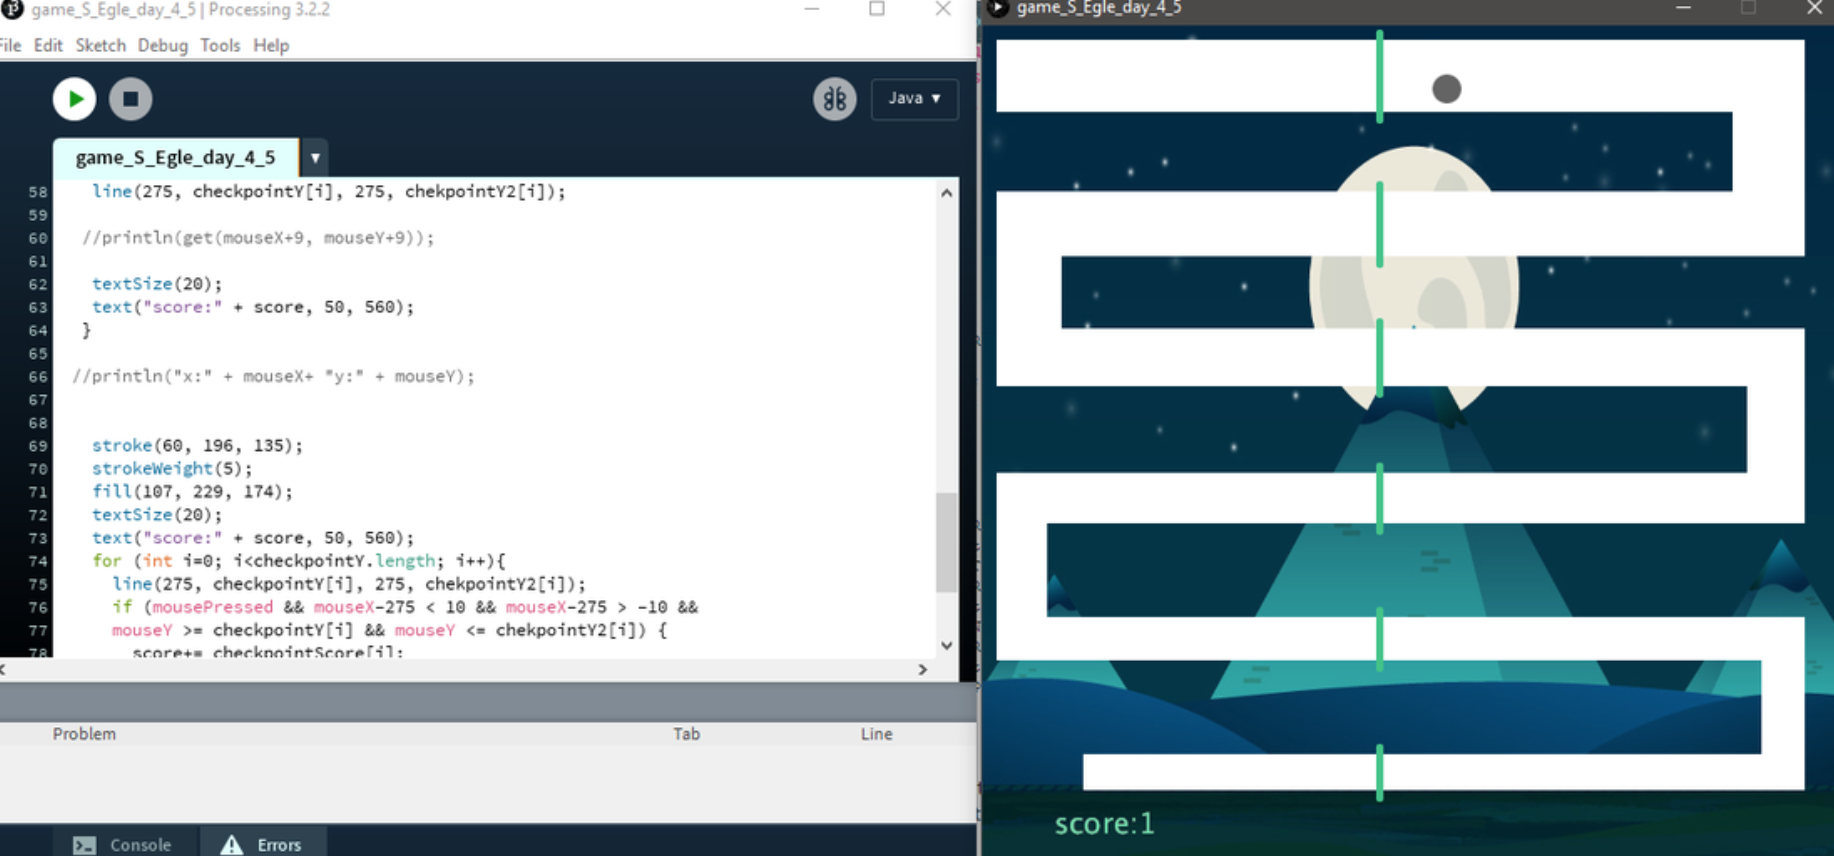 game_S_Egle_day_4_5 | Processing 3.2.2
File Edit Sketch Debug Tools Help
Java ▼
game_S_Egle_day_4_5 ▼
58 line(275, checkpointY[i], 275, chekpointY2[i]);
59
60 //println(get(mouseX+9, mouseY+9));
61
62 textSize(20);
63 text("score:" + score, 50, 560);
64 }
65
66 //println("x:" + mouseX+ "y:" + mouseY);
67
68
69 stroke(60, 196, 135);
70 strokeWeight(5);
71 fill(107, 229, 174);
72 textSize(20);
73 text("score:" + score, 50, 560);
74 for (int i=0; i<checkpointY.length; i++){
75 line(275, checkpointY[i], 275, chekpointY2[i]);
76 if (mousePressed && mouseX-275 < 10 && mouseX-275 > -10 &&
77 mouseY >= checkpointY[i] && mouseY <= chekpointY2[i]) {
78 score+= checkpointScore[i];
Problem Tab Line
Console Errors
game_S_Egle_day_4_5
score:1